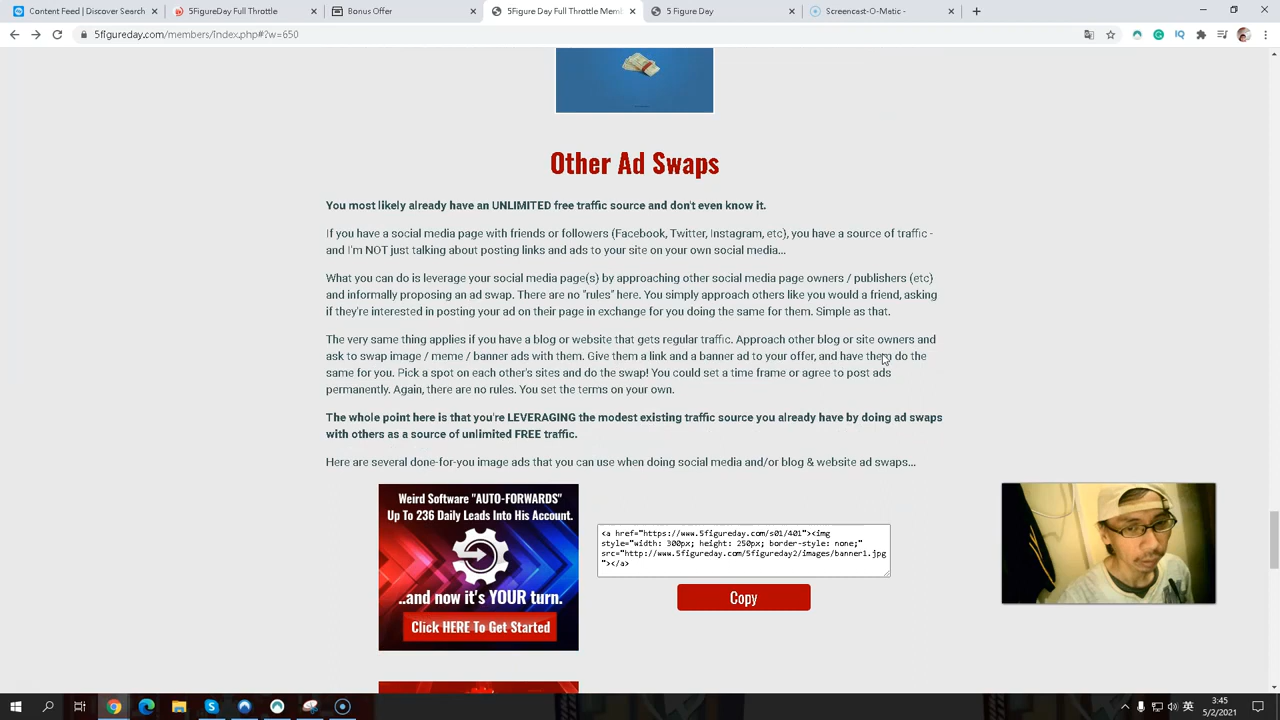 Content Feed | Discover Search
5FigureDay Full Throttle
Bonus Offer
5Figure Day Full Throttle Mem
5 Figure Day
Screencast-O-Matic -
5figureday.com/members/index.php#?w=650
Other Ad Swaps
You most likely already have an UNLIMITED free traffic source and don't even know it.
If you have a social media page with friends or followers (Facebook, Twitter, Instagram, etc), you have a source of traffic -
and I'm NOT just talking about posting links and ads to your site on your own social media...
What you can do is leverage your social media page(s) by approaching other social media page owners / publishers (etc)
and informally proposing an ad swap. There are no "rules" here. You simply approach others like you would a friend, asking
if they're interested in posting your ad on their page in exchange for you doing the same for them. Simple as that.
The very same thing applies if you have a blog or website that gets regular traffic. Approach other blog or site owners and
ask to swap image / meme / banner ads with them. Give them a link and a banner ad to your offer, and have them do the
same for you. Pick a spot on each other's sites and do the swap! You could set a time frame or agree to post ads
permanently. Again, there are no rules. You set the terms on your own.
The whole point here is that you're LEVERAGING the modest existing traffic source you already have by doing ad swaps
with others as a source of unlimited FREE traffic.
Here are several done-for-you image ads that you can use when doing social media and/or blog & website ad swaps...
Weird Software "AUTO-FORWARDS"
Up To 236 Daily Leads Into His Account.
..and now it's YOUR turn.
Click HERE To Get Started
<a href="https://www.5figureday.com/s01/401"><img
style="width: 300px; height: 250px; border-style: none;"
src="http://www.5figureday.com/5figureday2/images/banner1.jpg
"></a>
Copy
英
3:45
5/2/2021